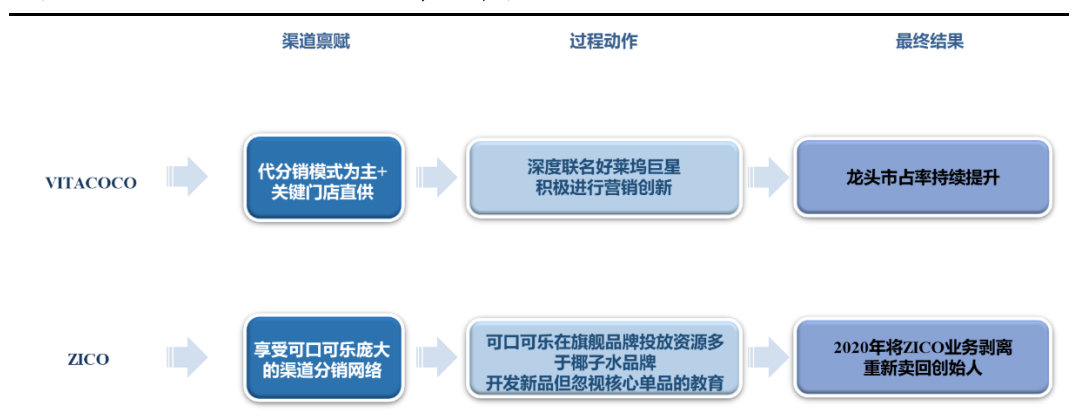 渠道禀赋 过程动作 最终结果
VITACOCO
代分销模式为主+
关键门店直供
深度联名好莱坞巨星
积极进行营销创新
龙头市占率持续提升
ZICO
享受可口可乐庞大
的渠道分销网络
可口可乐在旗舰品牌投放资源多
于椰子水品牌
开发新品但忽视核心单品的教育
2020年将ZICO业务剥离
重新卖回创始人